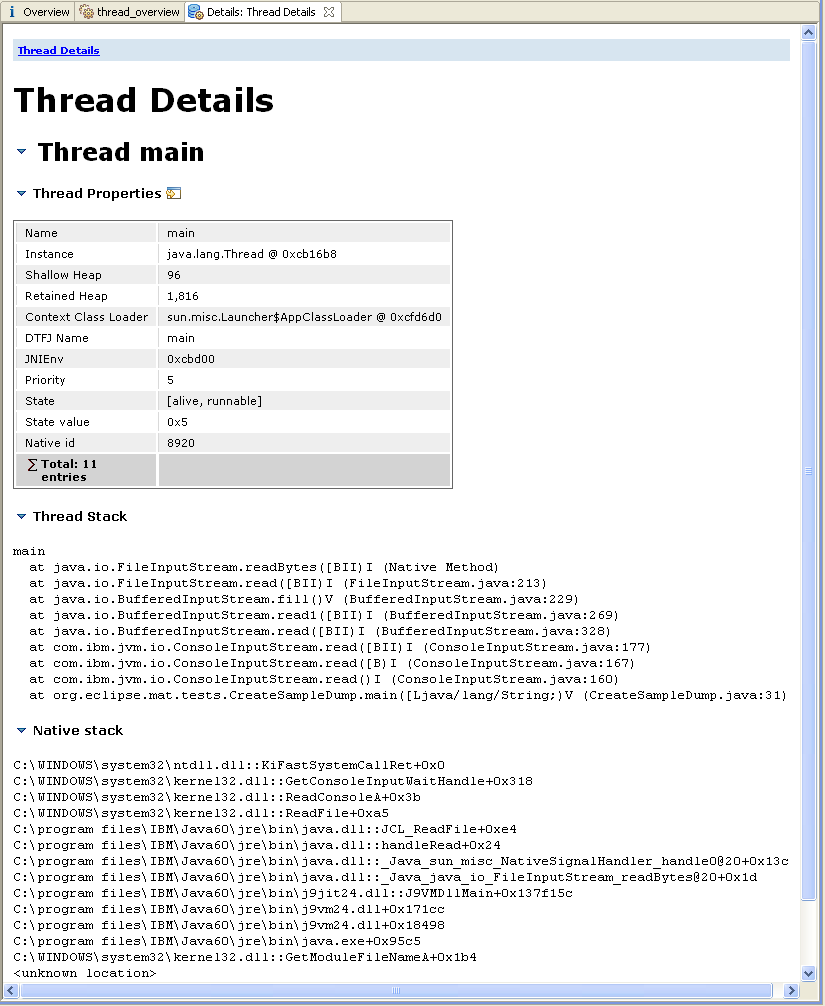 Overview thread_overview Details: Thread Details
Thread Details
Thread Details
Thread main
Thread Properties
Name main
Instance java.lang.Thread @ 0xcb16b8
Shallow Heap 96
Retained Heap 1,816
Context Class Loader sun.misc.Launcher$AppClassLoader @ 0xcfd6d0
DTFJ Name main
JNIEnv 0xcbd00
Priority 5
State [alive, runnable]
State value 0x5
Native id 8920
∑ Total: 11
entries
Thread Stack
main
at java.io.FileInputStream.readBytes([BII)I (Native Method)
at java.io.FileInputStream.read([BII)I (FileInputStream.java:213)
at java.io.BufferedInputStream.fill()V (BufferedInputStream.java:229)
at java.io.BufferedInputStream.read1([BII)I (BufferedInputStream.java:269)
at java.io.BufferedInputStream.read([BII)I (BufferedInputStream.java:328)
at com.ibm.jvm.io.ConsoleInputStream.read([BII)I (ConsoleInputStream.java:177)
at com.ibm.jvm.io.ConsoleInputStream.read([B)I (ConsoleInputStream.java:167)
at com.ibm.jvm.io.ConsoleInputStream.read()I (ConsoleInputStream.java:160)
at org.eclipse.mat.tests.CreateSampleDump.main([Ljava/lang/String;)V (CreateSampleDump.java:31)
Native stack
C:\WINDOWS\system32\ntdll.dll::KiFastSystemCallRet+0x0
C:\WINDOWS\system32\kernel32.dll::GetConsoleInputWaitHandle+0x318
C:\WINDOWS\system32\kernel32.dll::ReadConsoleA+0x3b
C:\WINDOWS\system32\kernel32.dll::ReadFile+0xa5
C:\program files\IBM\Java60\jre\bin\java.dll::JCL_ReadFile+0xe4
C:\program files\IBM\Java60\jre\bin\java.dll::handleRead+0x24
C:\program files\IBM\Java60\jre\bin\java.dll::_Java_sun_misc_NativeSignalHandler_handle0@20+0x13c
C:\program files\IBM\Java60\jre\bin\java.dll::_Java_java_io_FileInputStream_readBytes@20+0x1d
C:\program files\IBM\Java60\jre\bin\j9jit24.dll::J9VMDllMain+0x137f15c
C:\program files\IBM\Java60\jre\bin\j9vm24.dll+0x171cc
C:\program files\IBM\Java60\jre\bin\j9vm24.dll+0x18498
C:\program files\IBM\Java60\jre\bin\java.exe+0x95c5
C:\WINDOWS\system32\kernel32.dll::GetModuleFileNameA+0x1b4
<unknown location>